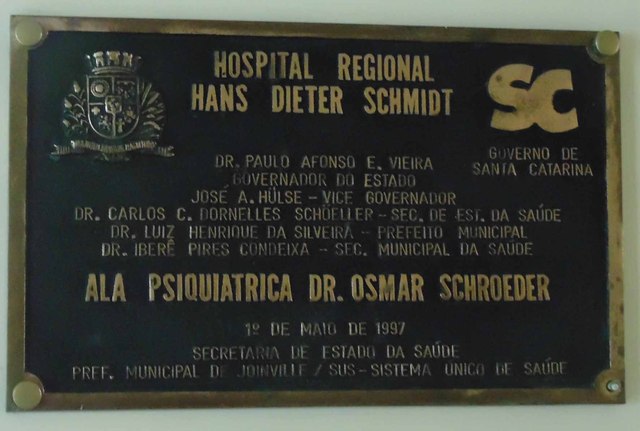 HOSPITAL REGIONAL
HANS DIETER SCHMIDT
SC
GOVERNO DE
SANTA CATARINA
DR. PAULO AFONSO E. VIEIRA
GOVERNADOR DO ESTADO
JOSÉ A. HÜLSE - VICE GOVERNADOR
DR. CARLOS C. DORNELLES SCHÖELLER - SEC. DE EST. DA SAÚDE
DR. LUIZ HENRIQUE DA SILVEIRA - PREFEITO MUNICIPAL
DR. IBERÊ PIRES CONDEIXA - SEC. MUNICIPAL DA SAÚDE
ALA PSIQUIATRICA DR. OSMAR SCHROEDER
1º DE MAIO DE 1997
SECRETARIA DE ESTADO DA SAÚDE
PREF. MUNICIPAL DE JOINVILLE / SUS - SISTEMA ÚNICO DE SAÚDE